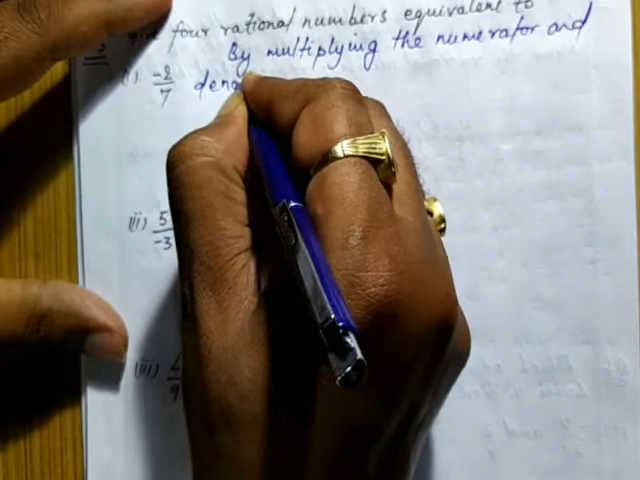 four rational numbers equivalent to
By multiplying the numerator and
(i) -2/7 deno
(ii) 5/-3
(iii) 4/9